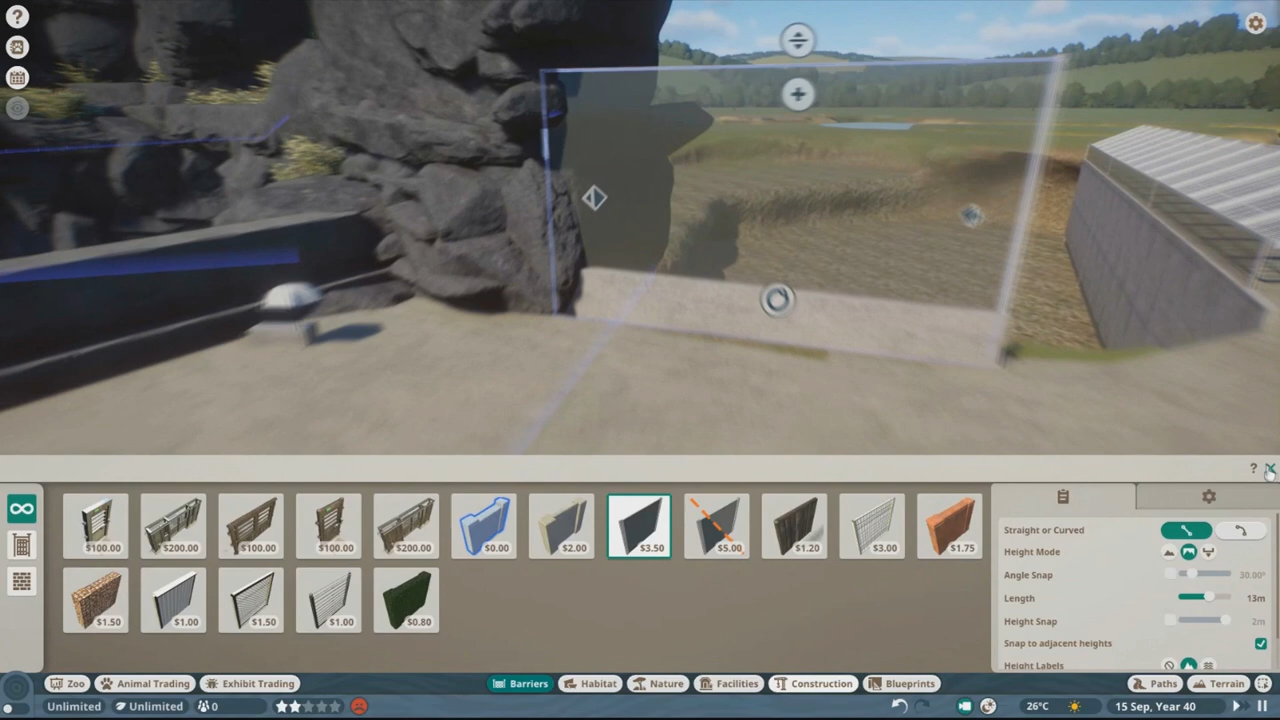 ?
?
$100.00
$200.00
$100.00
$100.00
$200.00
$0.00
$2.00
$3.50
$5.00
$1.20
$3.00
$1.75
$1.50
$1.00
$1.50
$1.00
$0.80
Straight or Curved
Height Mode
Angle Snap 30.00°
Length 13m
Height Snap 2m
Snap to adjacent heights
Height Labels
Zoo Animal Trading Exhibit Trading Barriers Habitat Nature Facilities Construction Blueprints Paths Terrain
Unlimited Unlimited 0 26°C 15 Sep, Year 40